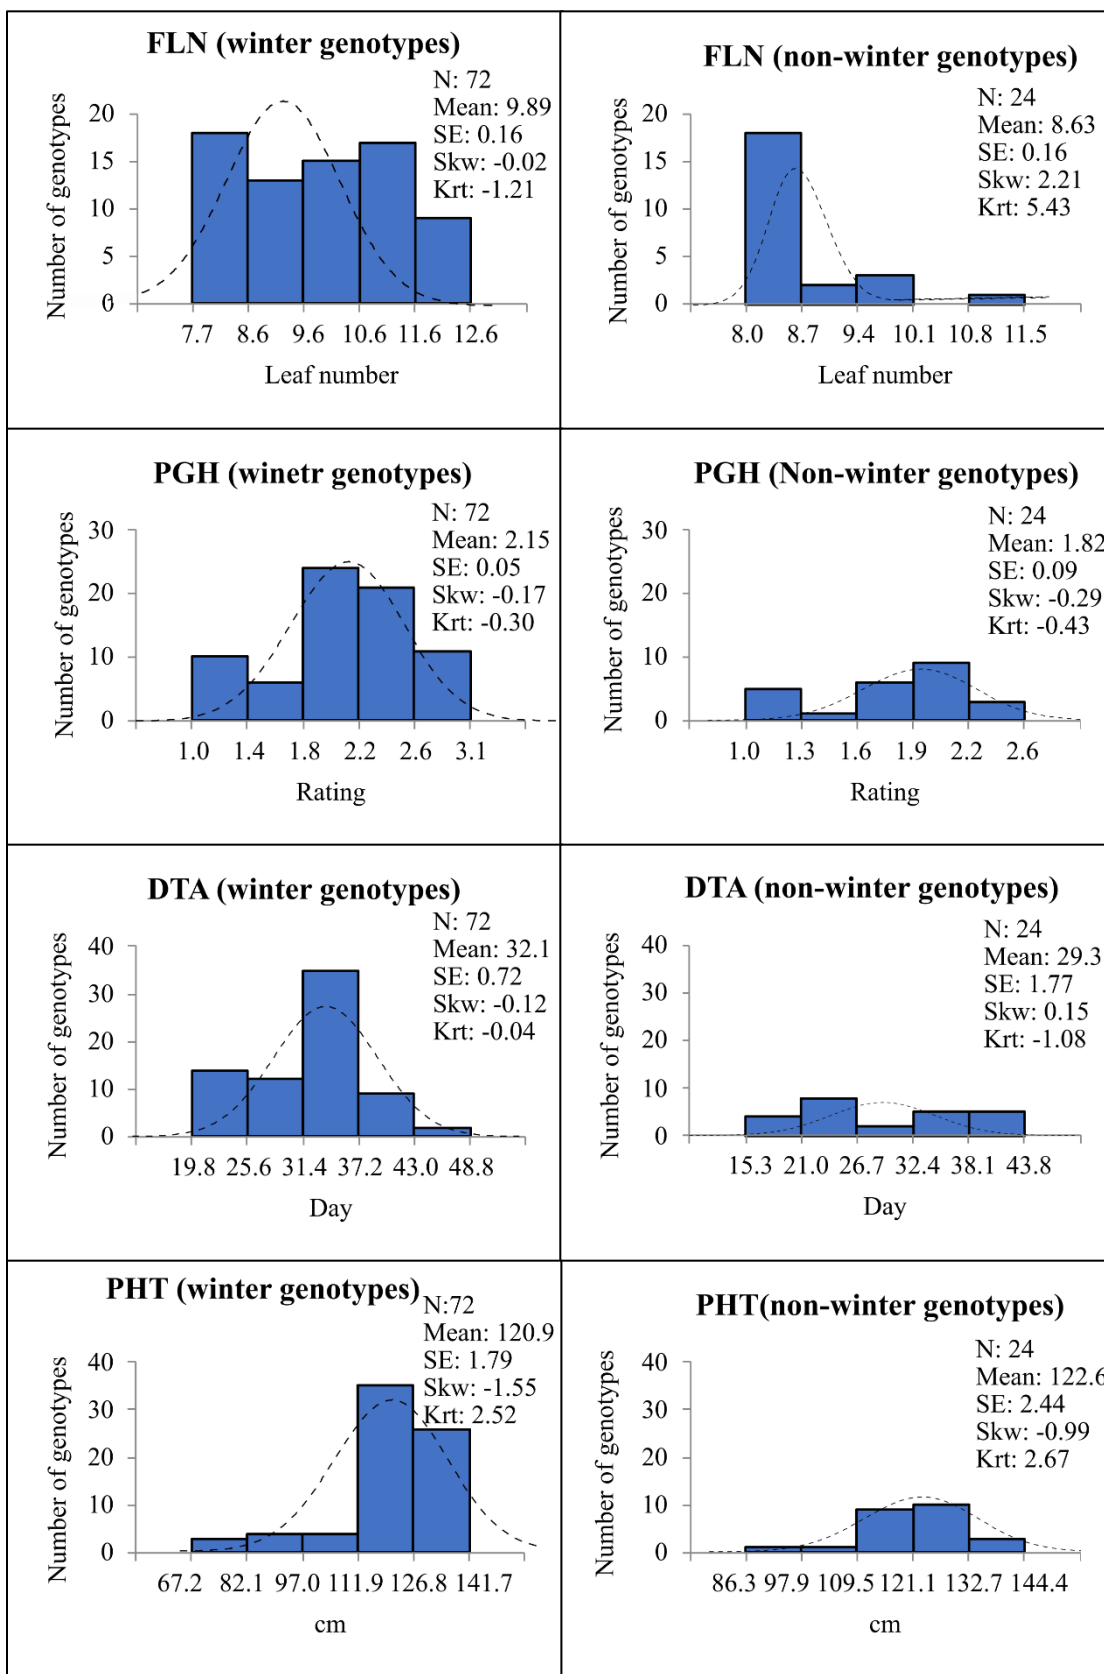 FLN (winter genotypes)
N: 72
Mean: 9.89
SE: 0.16
Skw: -0.02
Krt: -1.21
Number of genotypes
20
15
10
5
0
7.7 8.6 9.6 10.6 11.6 12.6
Leaf number
FLN (non-winter genotypes)
N: 24
Mean: 8.63
SE: 0.16
Skw: 2.21
Krt: 5.43
Number of genotypes
20
15
10
5
0
8.0 8.7 9.4 10.1 10.8 11.5
Leaf number
PGH (winetr genotypes)
N: 72
Mean: 2.15
SE: 0.05
Skw: -0.17
Krt: -0.30
Number of genotypes
30
20
10
0
1.0 1.4 1.8 2.2 2.6 3.1
Rating
PGH (Non-winter genotypes)
N: 24
Mean: 1.82
SE: 0.09
Skw: -0.29
Krt: -0.43
Number of genotypes
30
20
10
0
1.0 1.3 1.6 1.9 2.2 2.6
Rating
DTA (winter genotypes)
N: 72
Mean: 32.1
SE: 0.72
Skw: -0.12
Krt: -0.04
Number of genotypes
40
30
20
10
0
19.8 25.6 31.4 37.2 43.0 48.8
Day
DTA (non-winter genotypes)
N: 24
Mean: 29.3
SE: 1.77
Skw: 0.15
Krt: -1.08
Number of genotypes
40
30
20
10
0
15.3 21.0 26.7 32.4 38.1 43.8
Day
PHT (winter genotypes)
N:72
Mean: 120.9
SE: 1.79
Skw: -1.55
Krt: 2.52
Number of genotypes
40
30
20
10
0
67.2 82.1 97.0 111.9 126.8 141.7
cm
PHT(non-winter genotypes)
N: 24
Mean: 122.6
SE: 2.44
Skw: -0.99
Krt: 2.67
Number of genotypes
40
30
20
10
0
86.3 97.9 109.5 121.1 132.7 144.4
cm